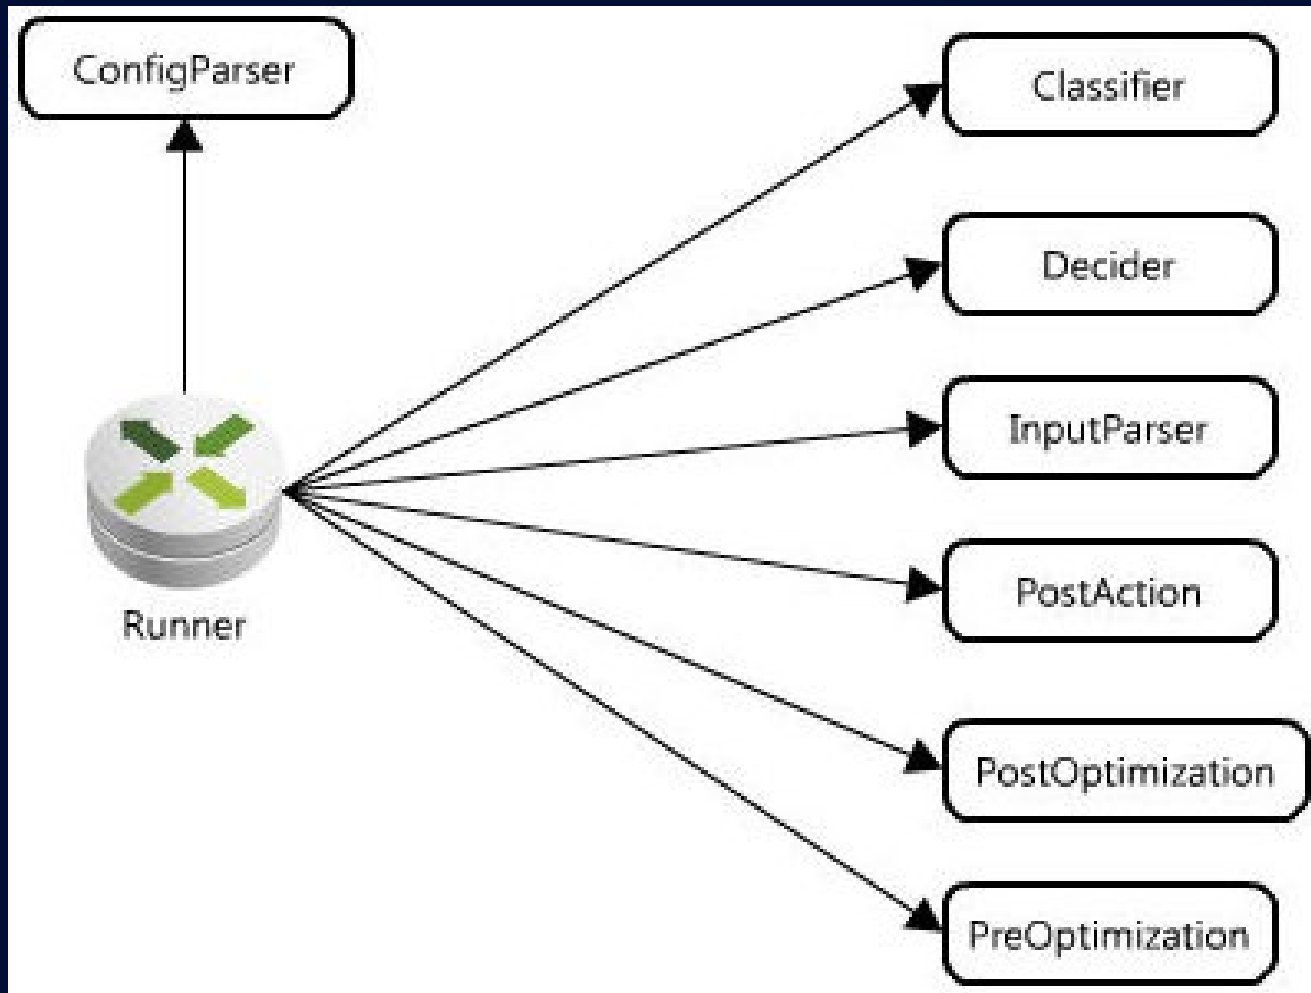 ConfigParser
Classifier
Decider
InputParser
PostAction
Runner
PostOptimization
PreOptimization